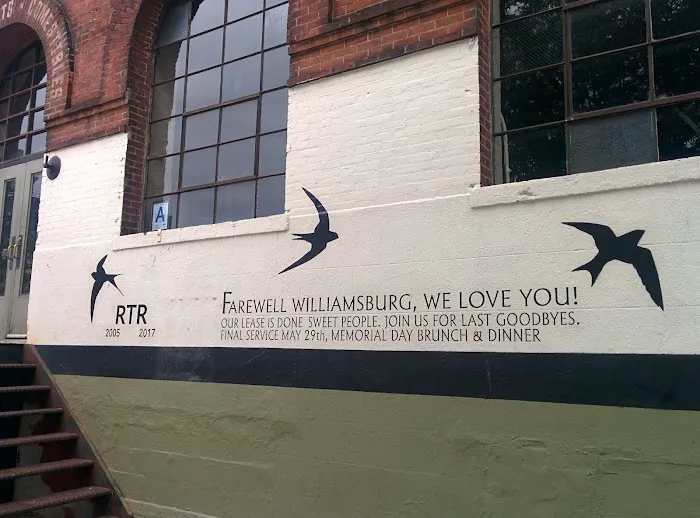 A
RTR
2005 2017
FAREWELL WILLIAMSBURG, WE LOVE YOU!
OUR LEASE IS DONE SWEET PEOPLE. JOIN US FOR LAST GOODBYES.
FINAL SERVICE MAY 29th, MEMORIAL DAY BRUNCH & DINNER